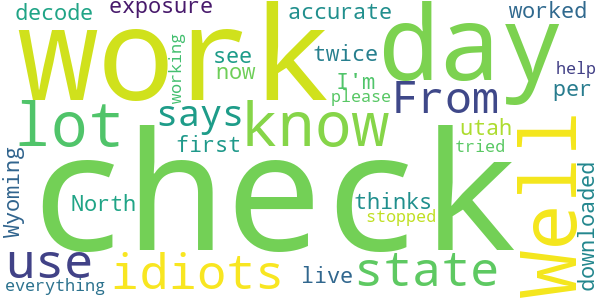 decode exposure accurate worked
work day
see twice help
now I'm per
working please From
lot says know utah
first tried
Well
check
Wyoming North thinks downloaded
stopped
use idiots live state
everything